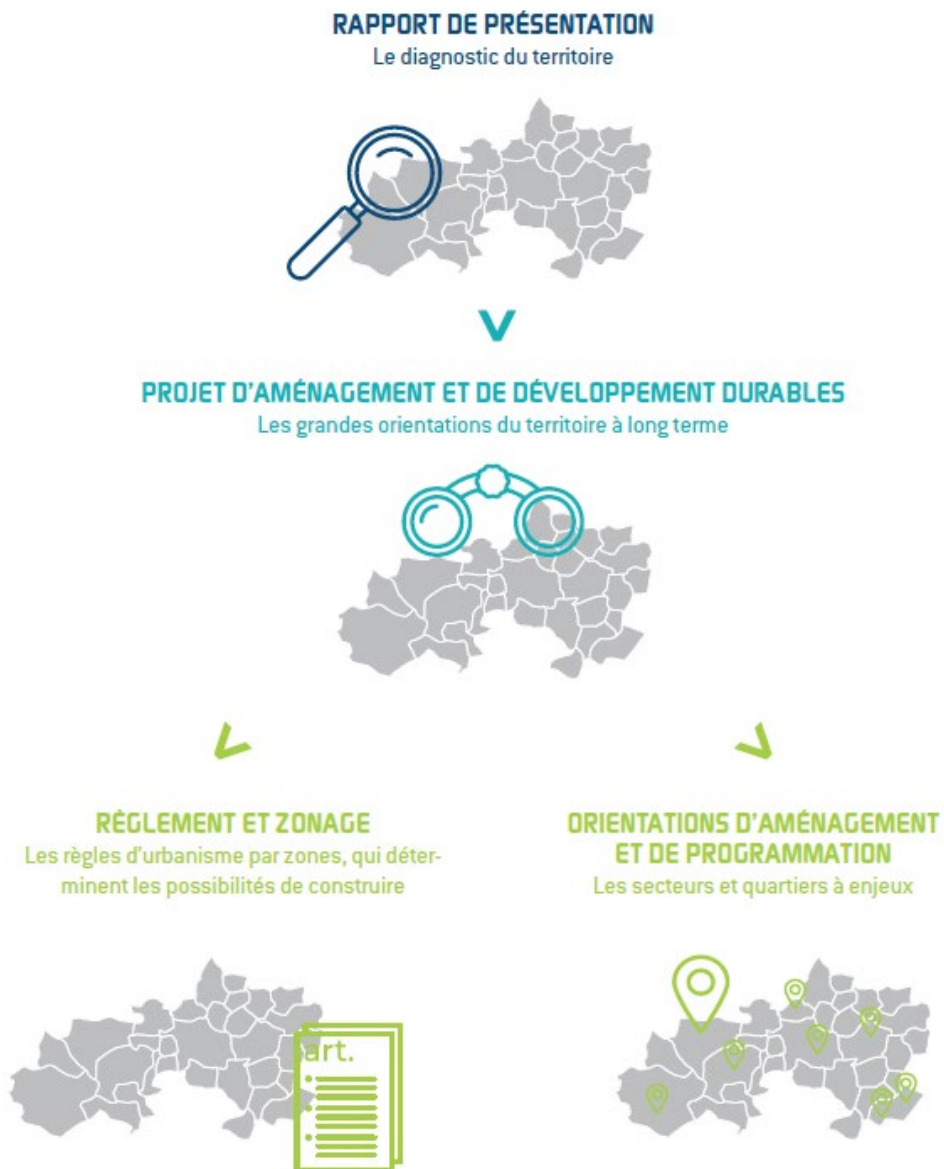 RAPPORT DE PRÉSENTATION
Le diagnostic du territoire
PROJET D'AMÉNAGEMENT ET DE DÉVELOPPEMENT DURABLES
Les grandes orientations du territoire à long terme
RÈGLEMENT ET ZONAGE
Les règles d'urbanisme par zones, qui déter-
minent les possibilités de construire
ORIENTATIONS D'AMÉNAGEMENT
ET DE PROGRAMMATION
Les secteurs et quartiers à enjeux
art.